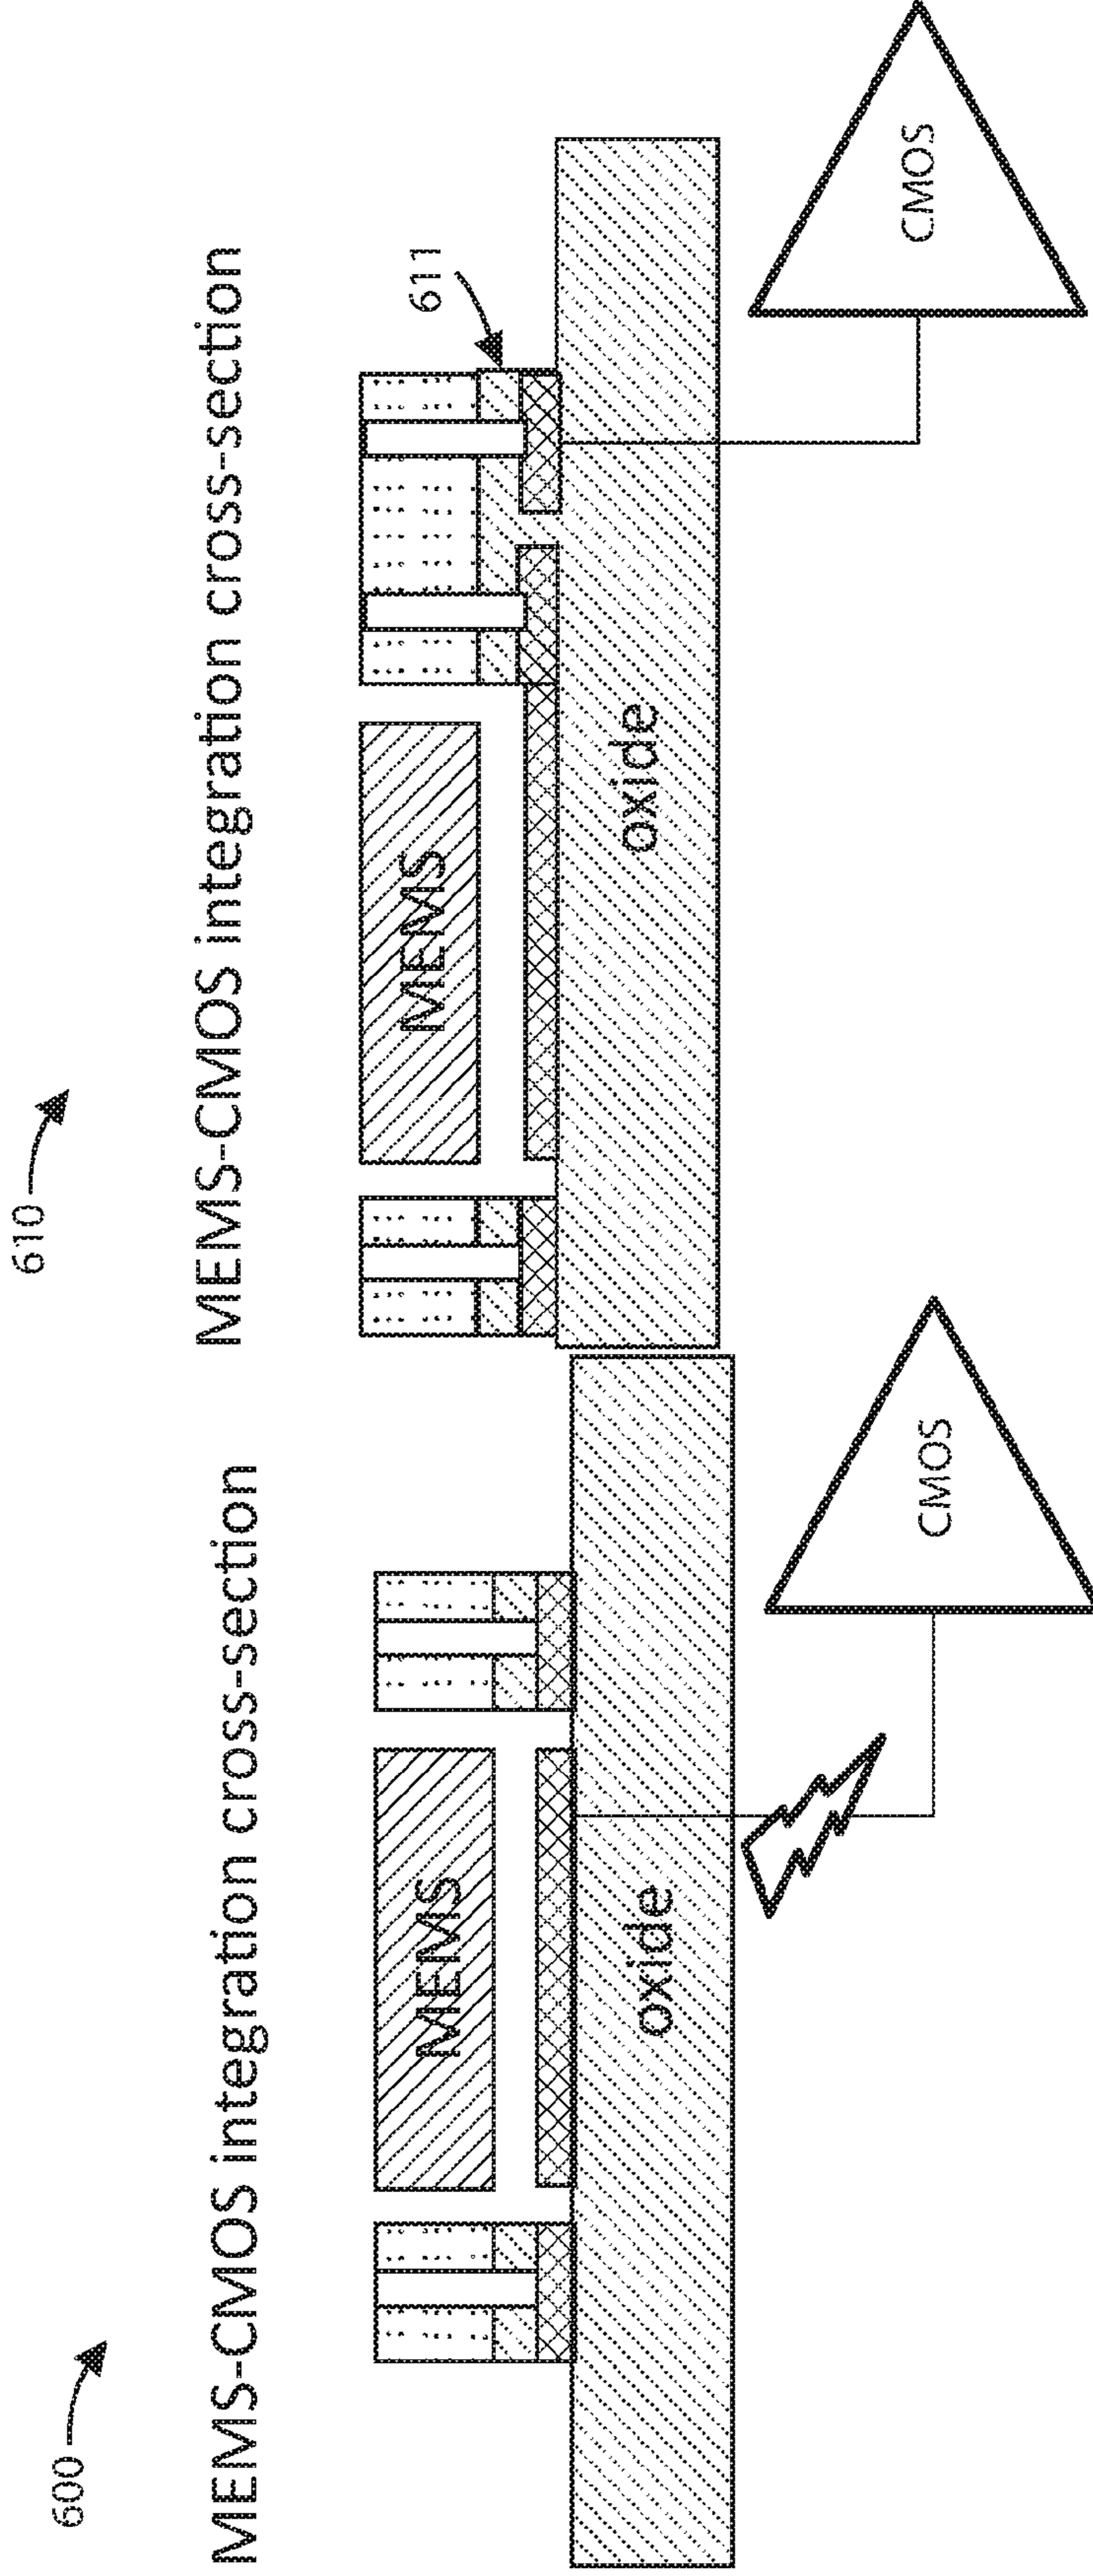 600
MEMS-CMOS integration cross-section
MEMS
oxide
CMOS
610
MEMS-CMOS integration cross-section
611
MEMS
oxide
CMOS